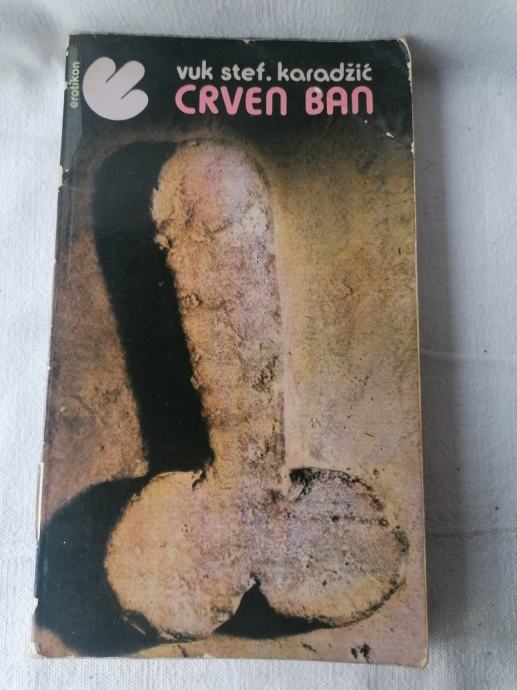 erotikon
vuk stef. karadžić
CRVEN BAN